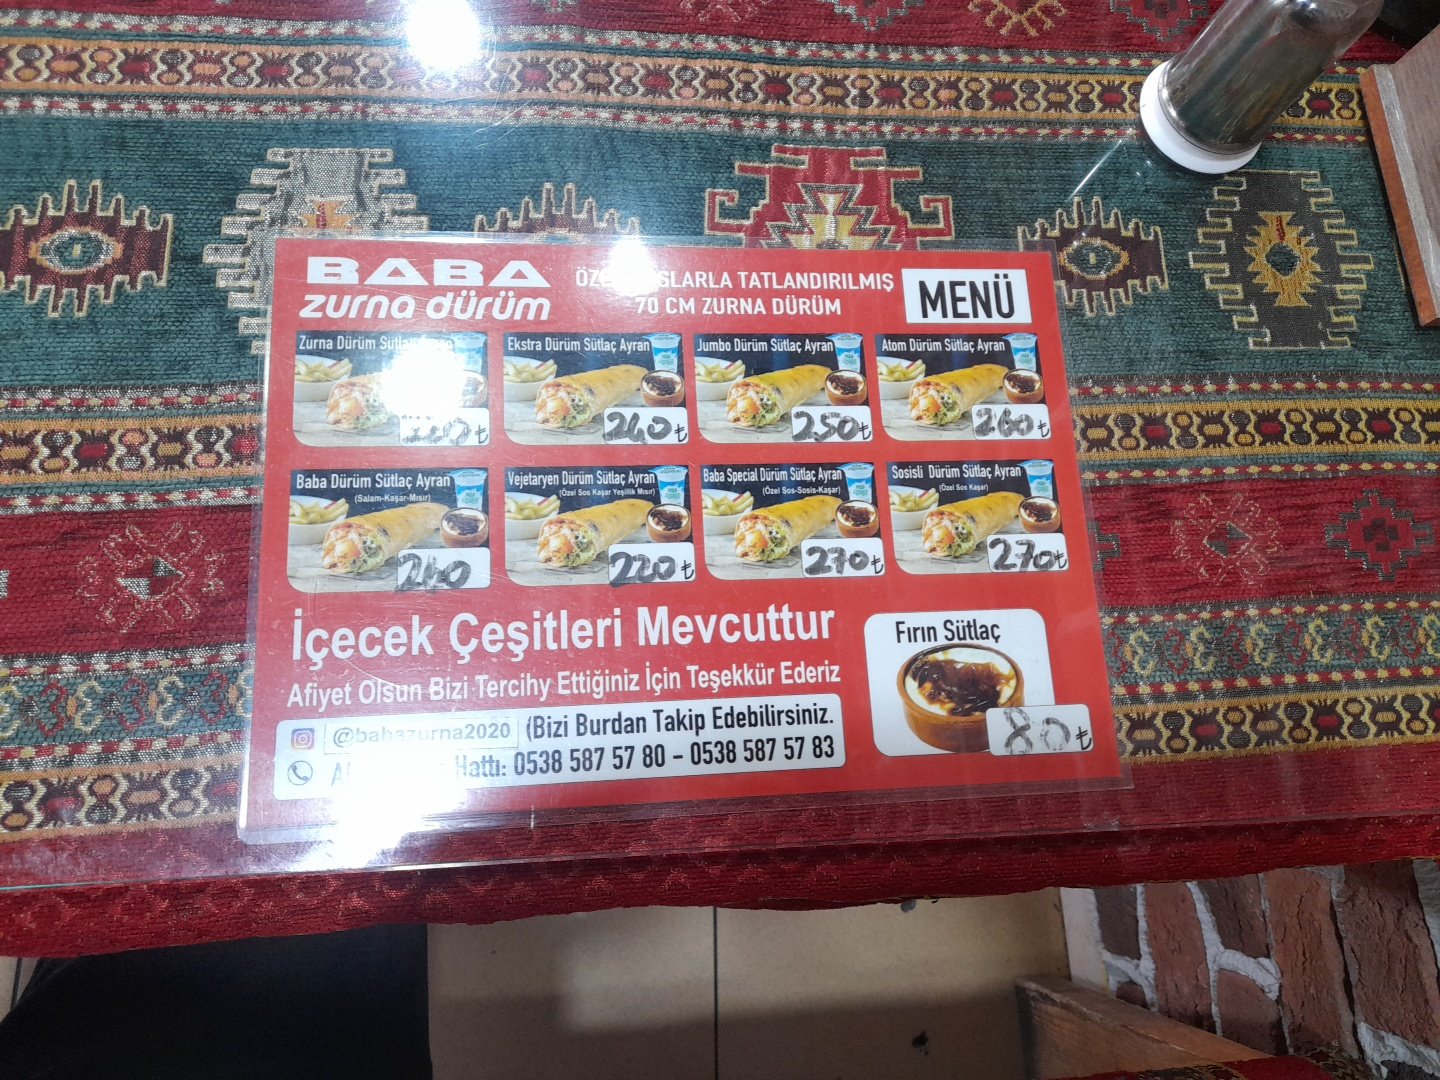 BABA
zurna dürüm
TATLANDIRILMIŞ
70 CM ZURNA DÜRÜM
MENÜ
Zurna Dürüm Sütlaç
Ekstra Dürüm Sütlaç Ayran
240 ₺
Jumbo Dürüm Sütlaç Ayran
250 ₺
Atom Dürüm Sütlaç Ayran
260 ₺
Baba Dürüm Sütlaç Ayran
(Salam-Kaşar-Mısır)
240
Vejetaryen Dürüm Sütlaç Ayran
(Özel Sos Kaşar Yeşillik Mısır)
220 ₺
Baba Special Dürüm Sütlaç Ayran
(Özel Sos-Sosis-Kaşar)
270 ₺
Sosisli Dürüm Sütlaç Ayran
(Özel Sos)
270 ₺
İçecek Çeşitleri Mevcuttur
Afiyet Olsun Bizi Tercihy Ettiğiniz İçin Teşekkür Ederiz
@babazurna2020 (Bizi Burdan Takip Edebilirsiniz.
Hattı: 0538 587 57 80 - 0538 587 57 83
Fırın Sütlaç
80 ₺